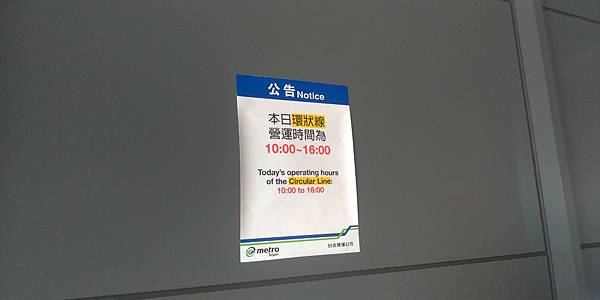 公告 Notice
本日環狀線
營運時間為
10:00~16:00
Today's operating hours
of the Circular Line:
10:00 to 16:00
metro
Taipei
台北捷運公司